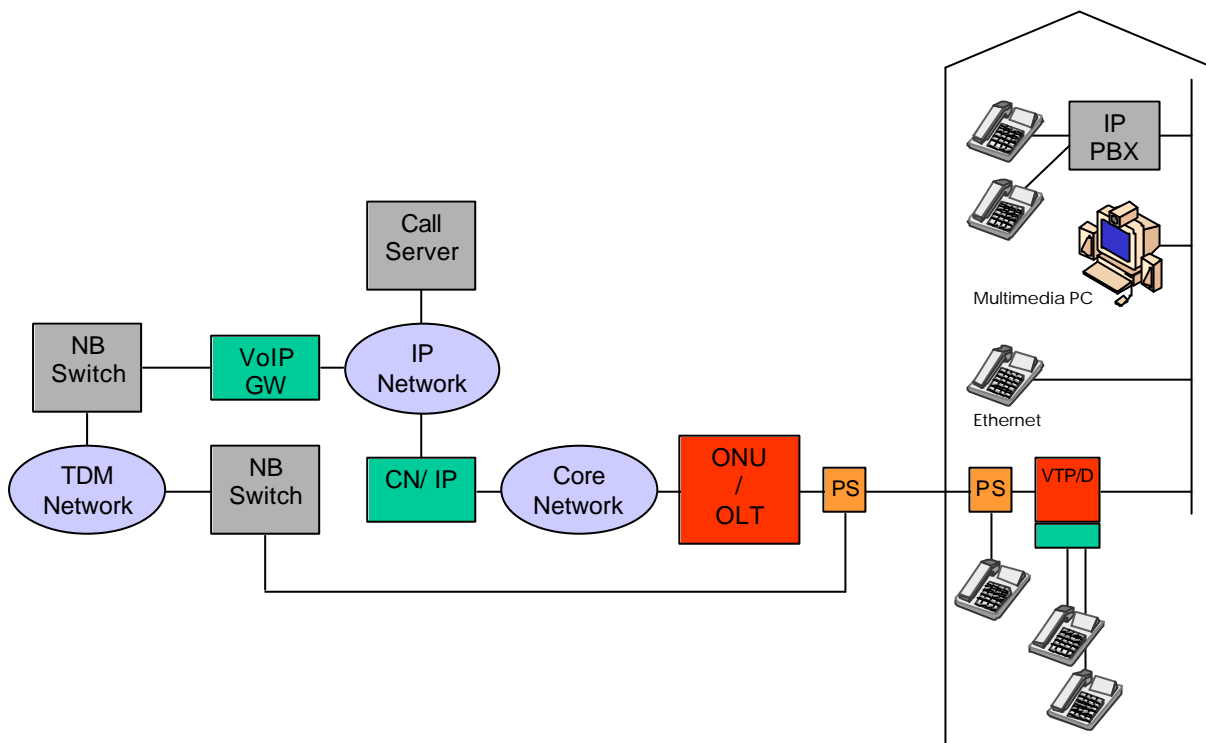 IP
PBX
Call
Server
Multimedia PC
NB
Switch
VoIP
GW
IP
Network
Ethernet
TDM
Network
NB
Switch
CN/ IP
Core
Network
ONU
/
OLT
PS
PS
VTP/D